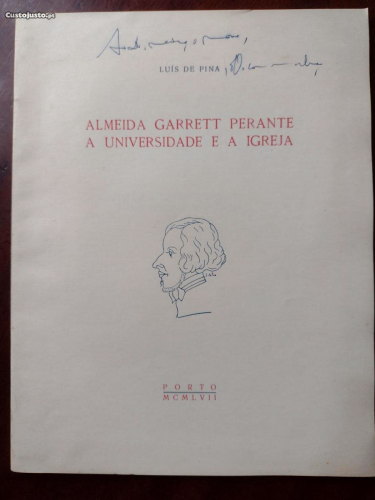 CustoJusto.pt
LUÍS DE PINA
ALMEIDA GARRETT PERANTE
A UNIVERSIDADE E A IGREJA
PORTO
MCMLVII